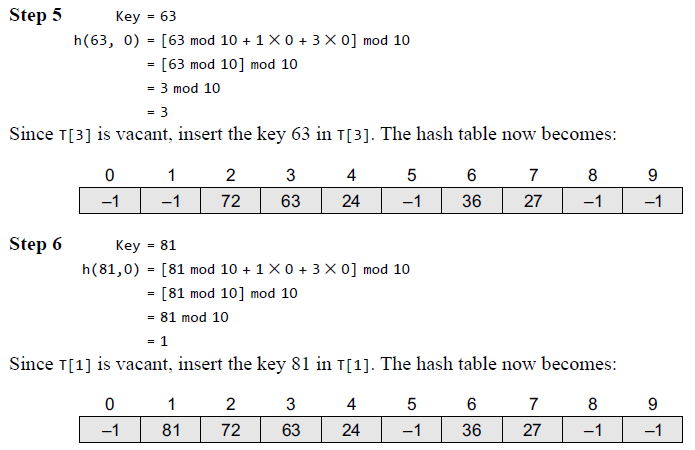 Step 5 Key = 63
h(63, 0) = [63 mod 10 + 1 × 0 + 3 × 0] mod 10
= [63 mod 10] mod 10
= 3 mod 10
= 3
Since T[3] is vacant, insert the key 63 in T[3]. The hash table now becomes:
0 1 2 3 4 5 6 7 8 9
–1 –1 72 63 24 –1 36 27 –1 –1
Step 6 Key = 81
h(81,0) = [81 mod 10 + 1 × 0 + 3 × 0] mod 10
= [81 mod 10] mod 10
= 81 mod 10
= 1
Since T[1] is vacant, insert the key 81 in T[1]. The hash table now becomes:
0 1 2 3 4 5 6 7 8 9
–1 81 72 63 24 –1 36 27 –1 –1